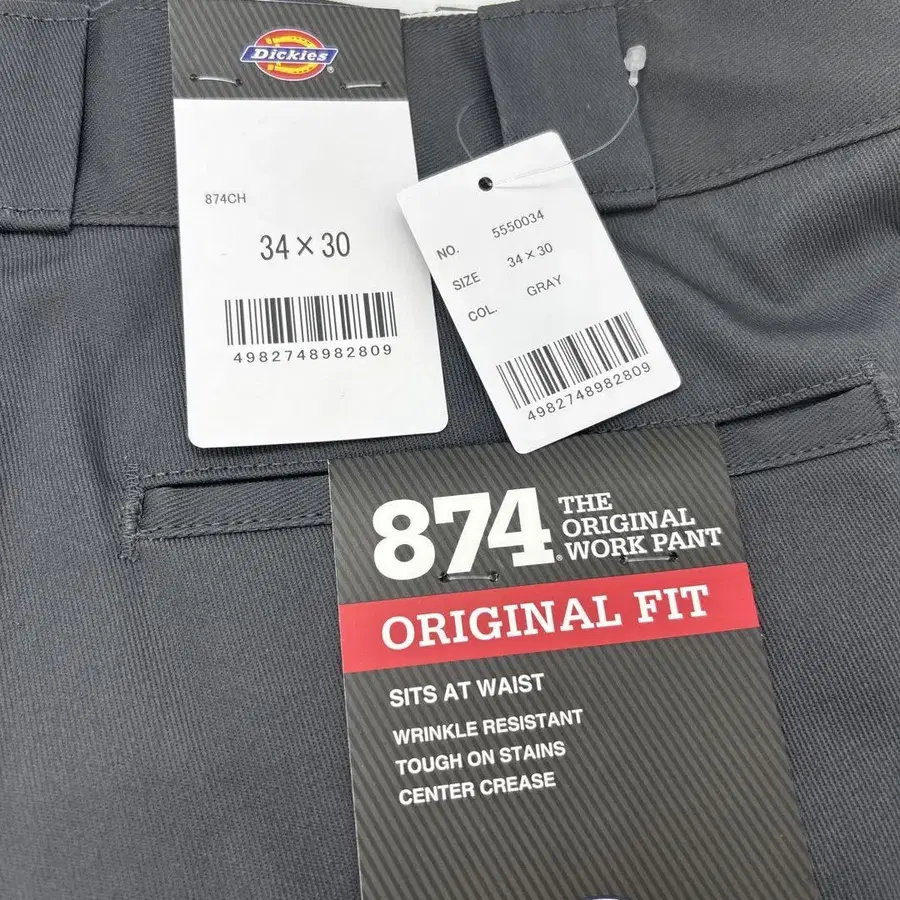 Dickies
874CH
34×30
4982748982809
NO. 5550034
SIZE 34×30
COL. GRAY
4982748982809
874 THE
ORIGINAL
WORK PANT
ORIGINAL FIT
SITS AT WAIST
WRINKLE RESISTANT
TOUGH ON STAINS
CENTER CREASE